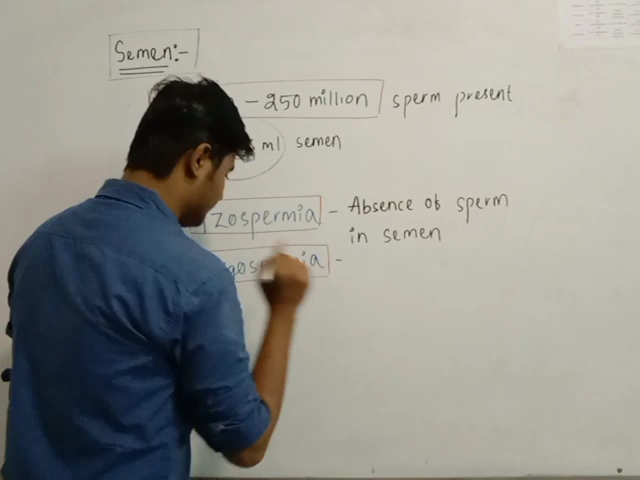 Semen:-
- 250 million sperm present
ml semen
zospermia - Absence of sperm
in semen
-